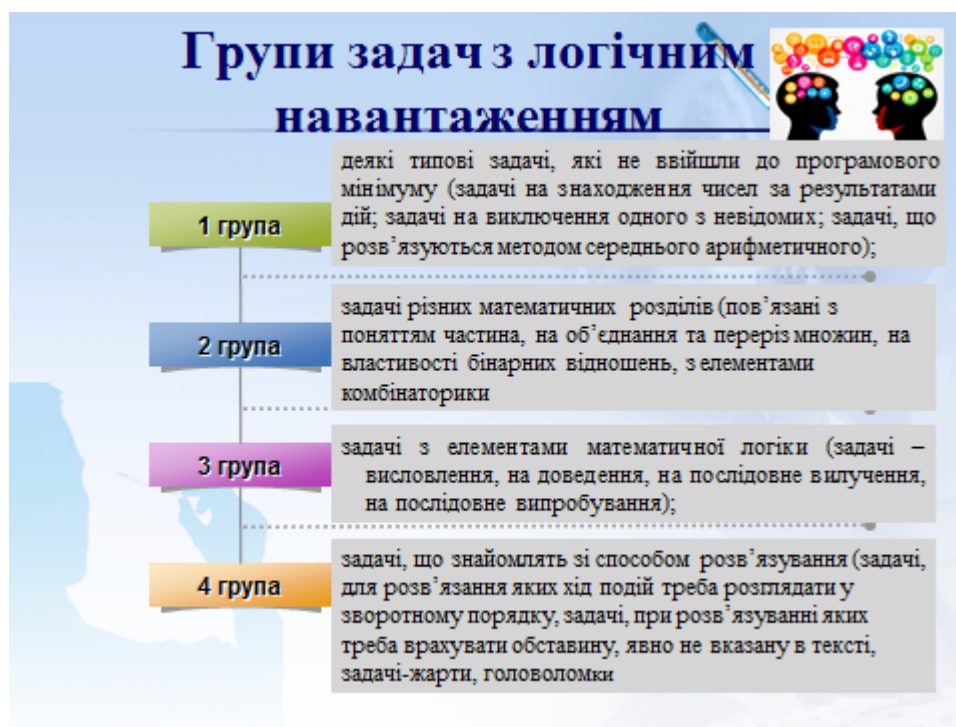 Групи задач з логічним
навантаженням
1 група
деякі типові задачі, які не ввійшли до програмового
мінімуму (задачі на знаходження чисел за результатами
дій; задачі на виключення одного з невідомих; задачі, що
розв’язуються методом середнього арифметичного);
2 група
задачі різних математичних розділів (пов’язані з
поняттям частина, на об’єднання та переріз множин, на
властивості бінарних відношень, з елементами
комбінаторики
3 група
задачі з елементами математичної логіки (задачі –
висловлення, на доведення, на послідовне вилучення,
на послідовне випробування);
4 група
задачі, що знайомлять зі способом розв’язування (задачі,
для розв’язання яких хід подій треба розглядати у
зворотному порядку, задачі, при розв’язуванні яких
треба врахувати обставину, явно не вказану в тексті,
задачі-жарти, головоломки